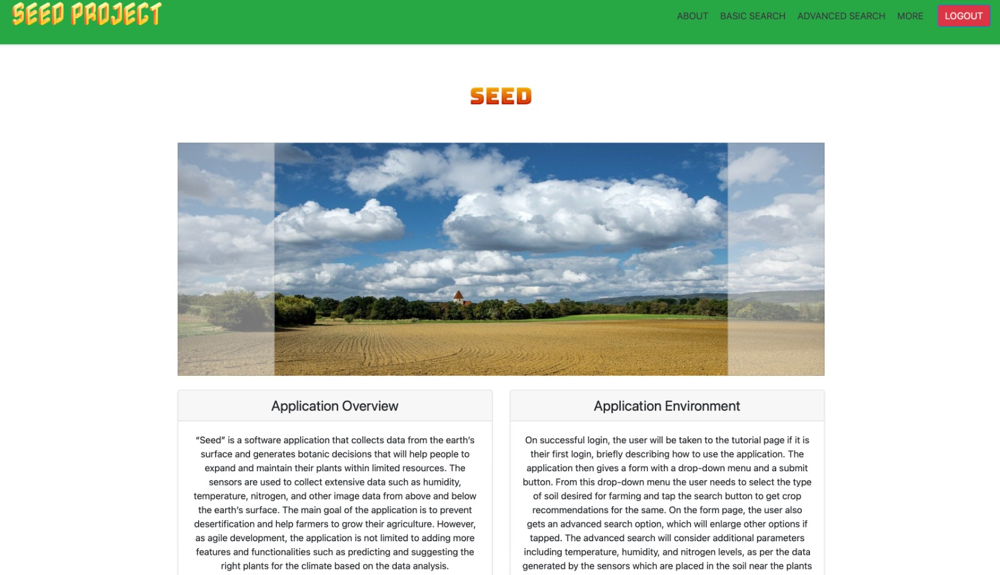 SEED PROJECT
ABOUT BASIC SEARCH ADVANCED SEARCH MORE LOGOUT
SEED
Application Overview
“Seed” is a software application that collects data from the earth’s
surface and generates botanic decisions that will help people to
expand and maintain their plants within limited resources. The
sensors are used to collect extensive data such as humidity,
temperature, nitrogen, and other image data from above and below
the earth’s surface. The main goal of the application is to prevent
desertification and help farmers to grow their agriculture. However,
as agile development, the application is not limited to adding more
features and functionalities such as predicting and suggesting the
right plants for the climate based on the data analysis.
Application Environment
On successful login, the user will be taken to the tutorial page if it is
their first login, briefly describing how to use the application. The
application then gives a form with a drop-down menu and a submit
button. From this drop-down menu the user needs to select the type
of soil desired for farming and tap the search button to get crop
recommendations for the same. On the form page, the user also
gets an advanced search option, which will enlarge other options if
tapped. The advanced search will consider additional parameters
including temperature, humidity, and nitrogen levels, as per the data
generated by the sensors which are placed in the soil near the plants